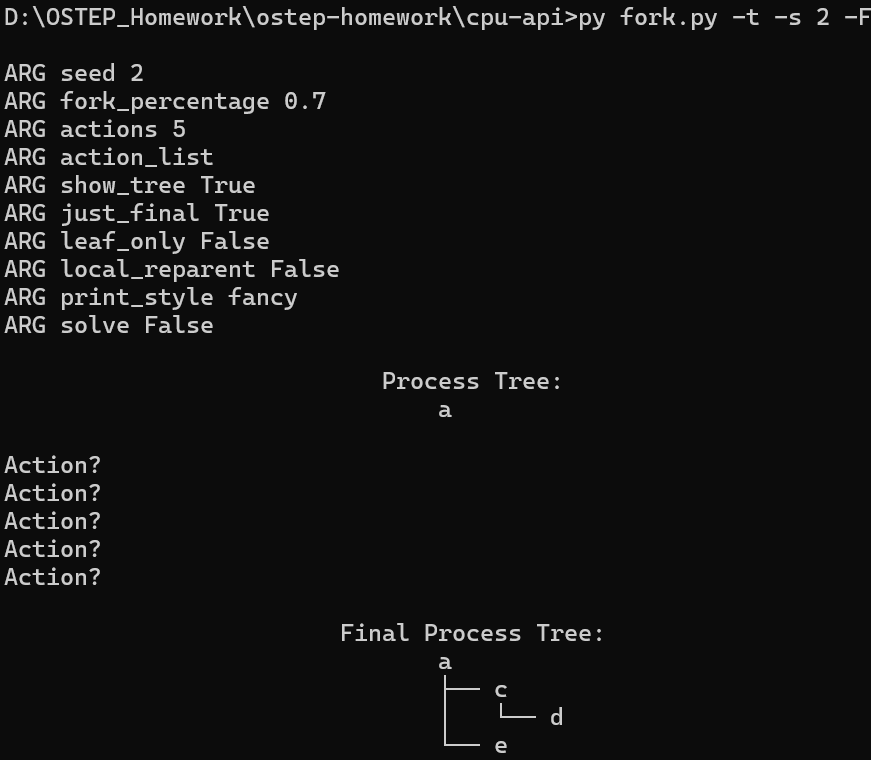 D:\OSTEP_Homework\ostep-homework\cpu-api>py fork.py -t -s 2 -F
ARG seed 2
ARG fork_percentage 0.7
ARG actions 5
ARG action_list
ARG show_tree True
ARG just_final True
ARG leaf_only False
ARG local_reparent False
ARG print_style fancy
ARG solve False
Process Tree:
a
Action?
Action?
Action?
Action?
Action?
Final Process Tree:
a
├── c
│   └── d
└── e